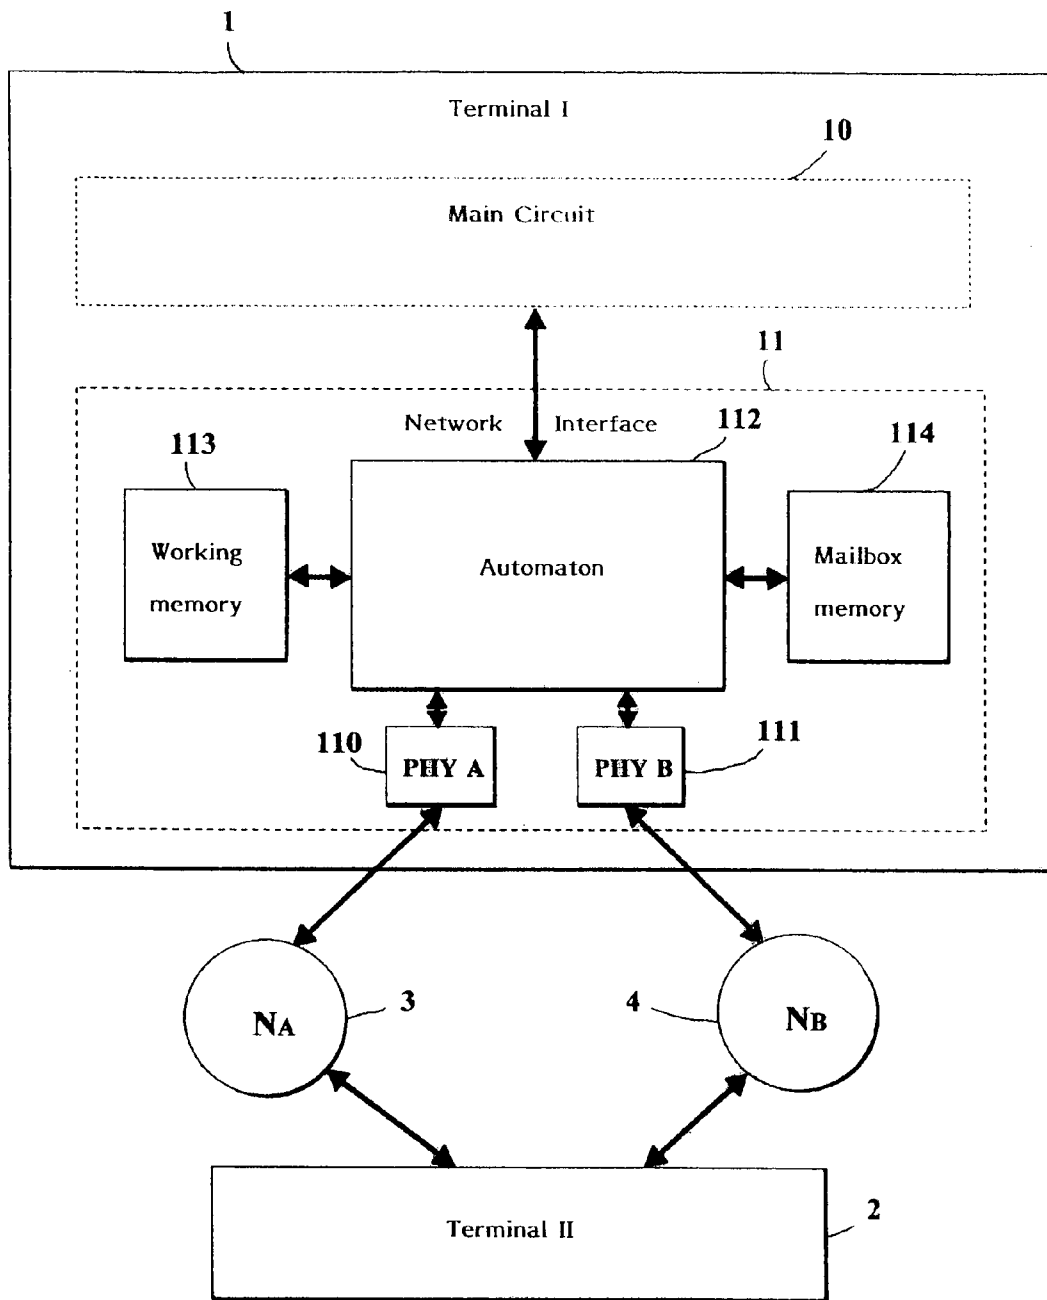 1
Terminal I
10
Main Circuit
11
Network Interface
112
113
114
Working
memory
Automaton
Mailbox
memory
110
PHY A
PHY B
111
NA
3
4
NB
Terminal II
2